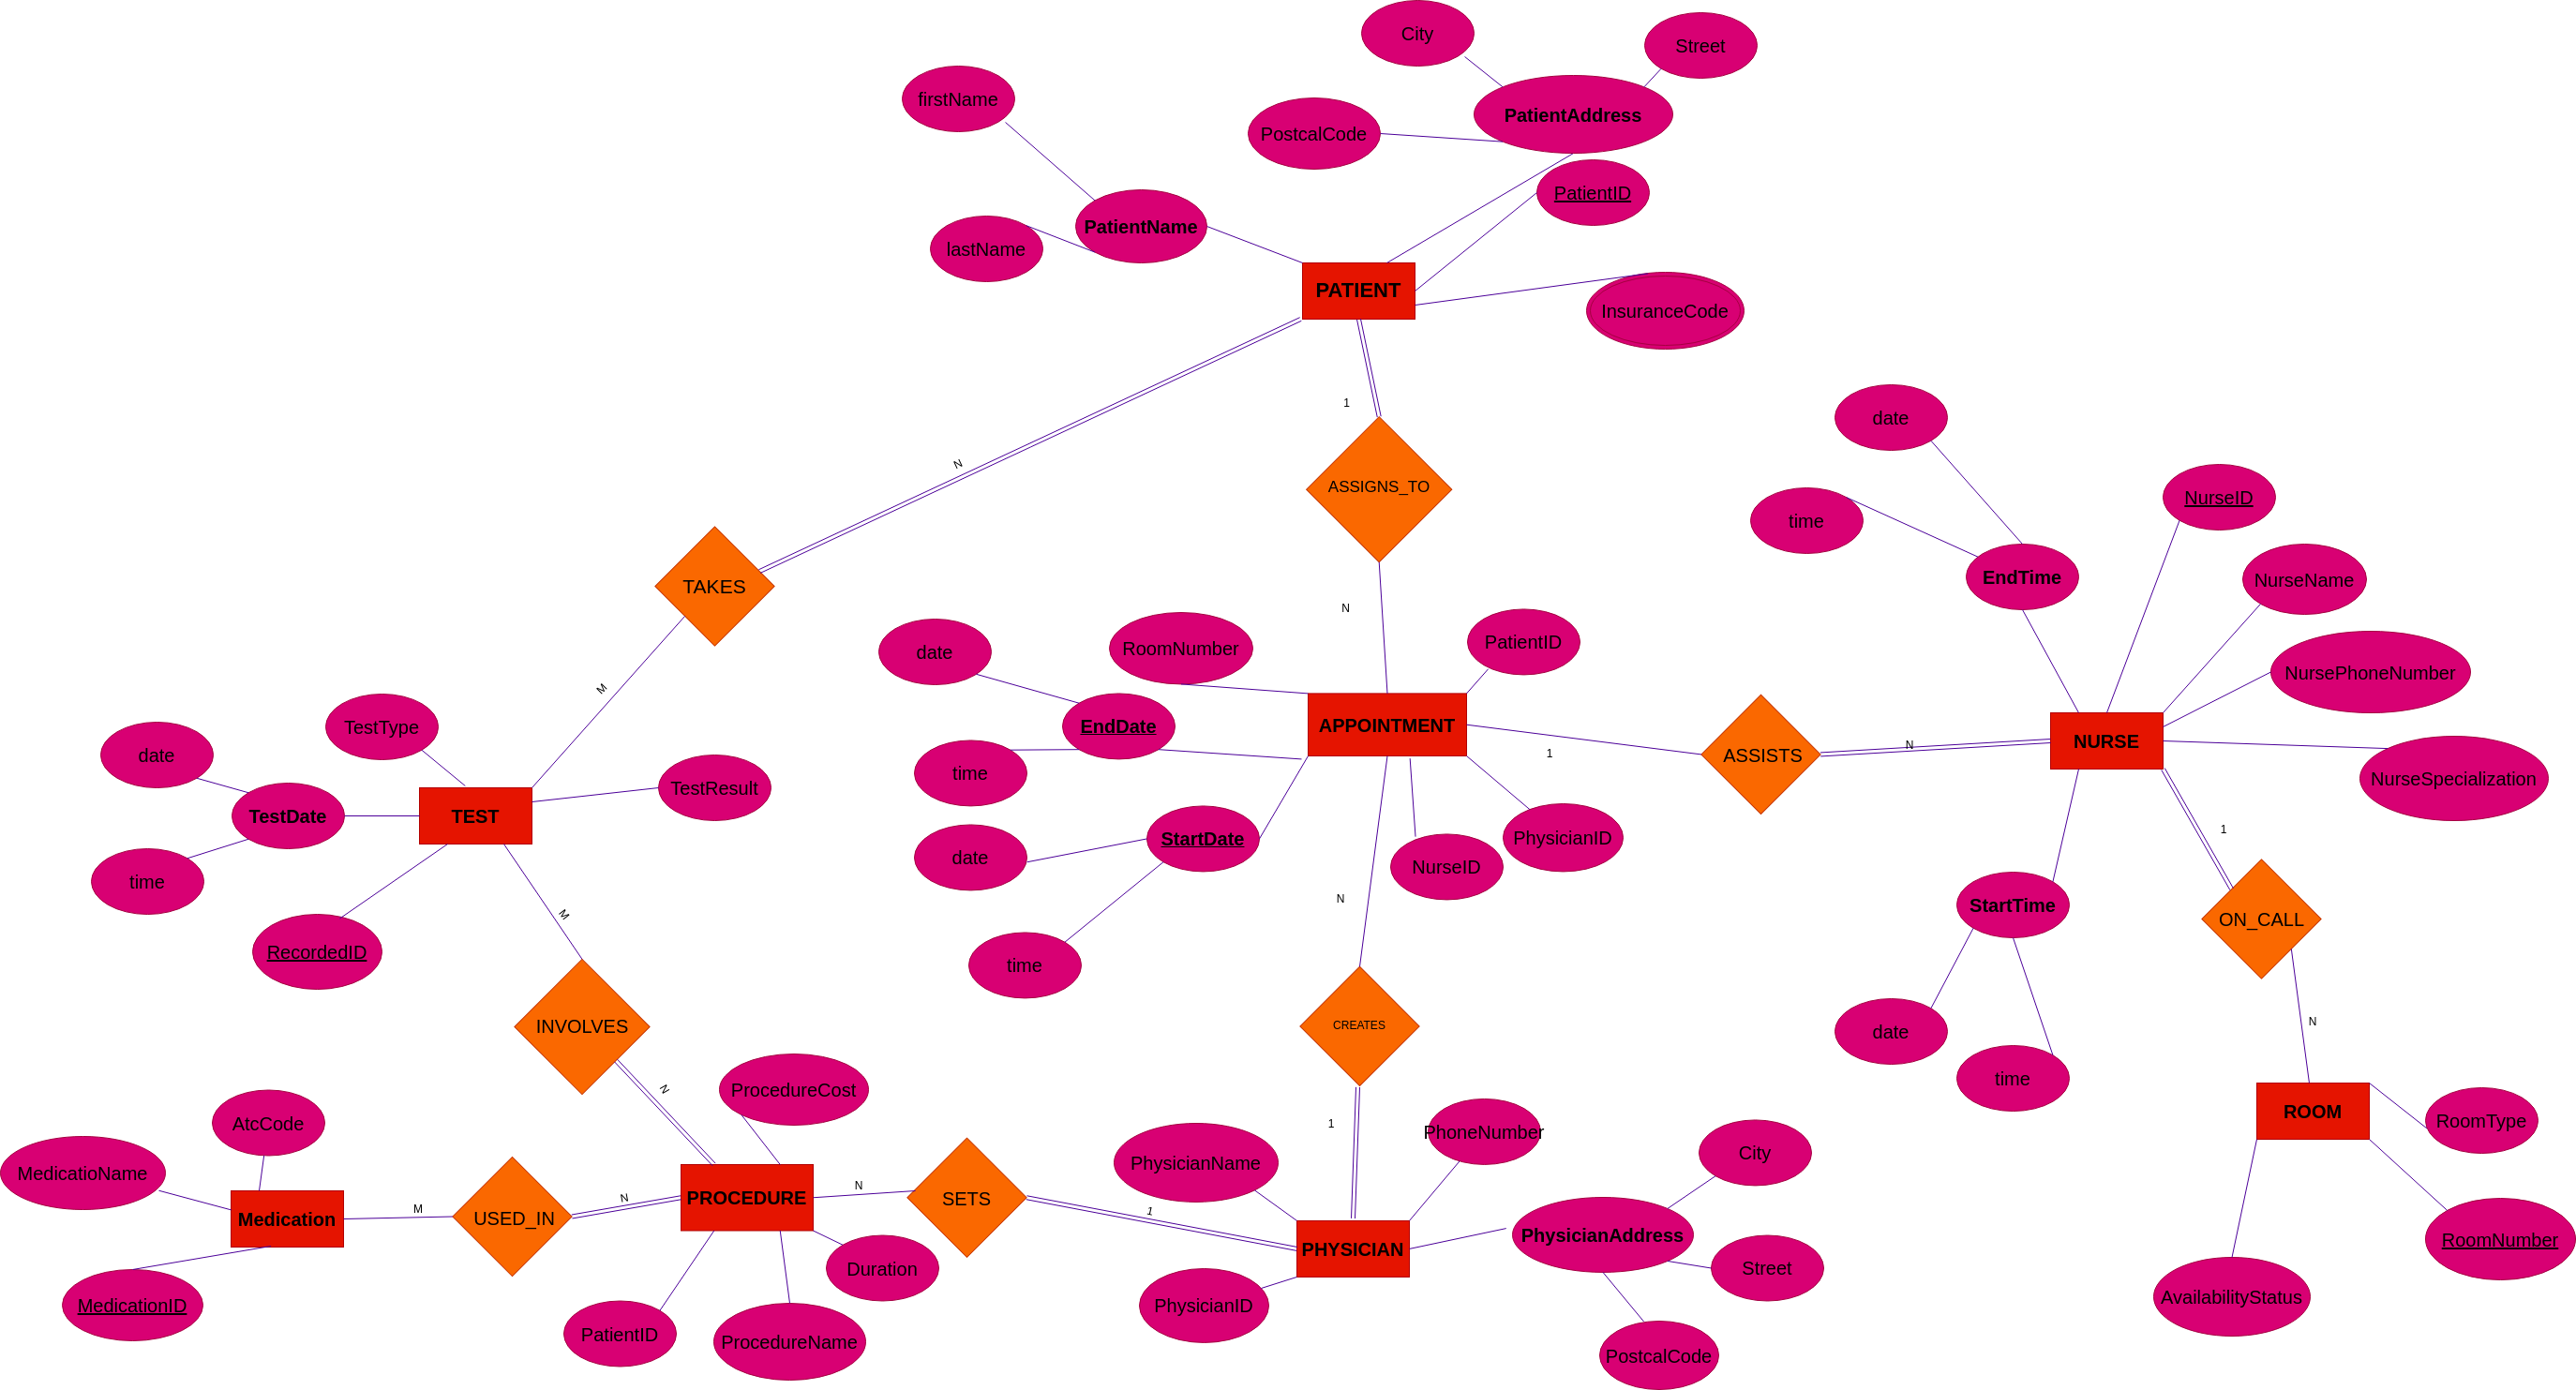 City
Street
firstName
PatientAddress
PostcalCode
PatientID
PatientName
lastName
PATIENT
InsuranceCode
1
date
N
ASSIGNS_TO
NurseID
time
EndTime
NurseName
TAKES
N
PatientID
RoomNumber
date
NursePhoneNumber
M
TestType
APPOINTMENT
EndDate
date
NURSE
N
1
ASSISTS
time
NurseSpecialization
TestResult
TEST
TestDate
1
StartDate
PhysicianID
date
NurseID
time
N
StartTime
M
ON_CALL
RecordedID
time
N
INVOLVES
CREATES
date
time
N
ProcedureCost
ROOM
AtcCode
1
RoomType
PhoneNumber
City
PhysicianName
MedicatioName
N
N
PROCEDURE
SETS
M
1
USED_IN
Medication
PhysicianAddress
RoomNumber
PHYSICIAN
Duration
Street
AvailabilityStatus
MedicationID
PhysicianID
PatientID
ProcedureName
PostcalCode